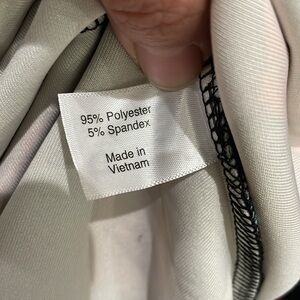 95% Polyester
5% Spandex
Made in
Vietnam